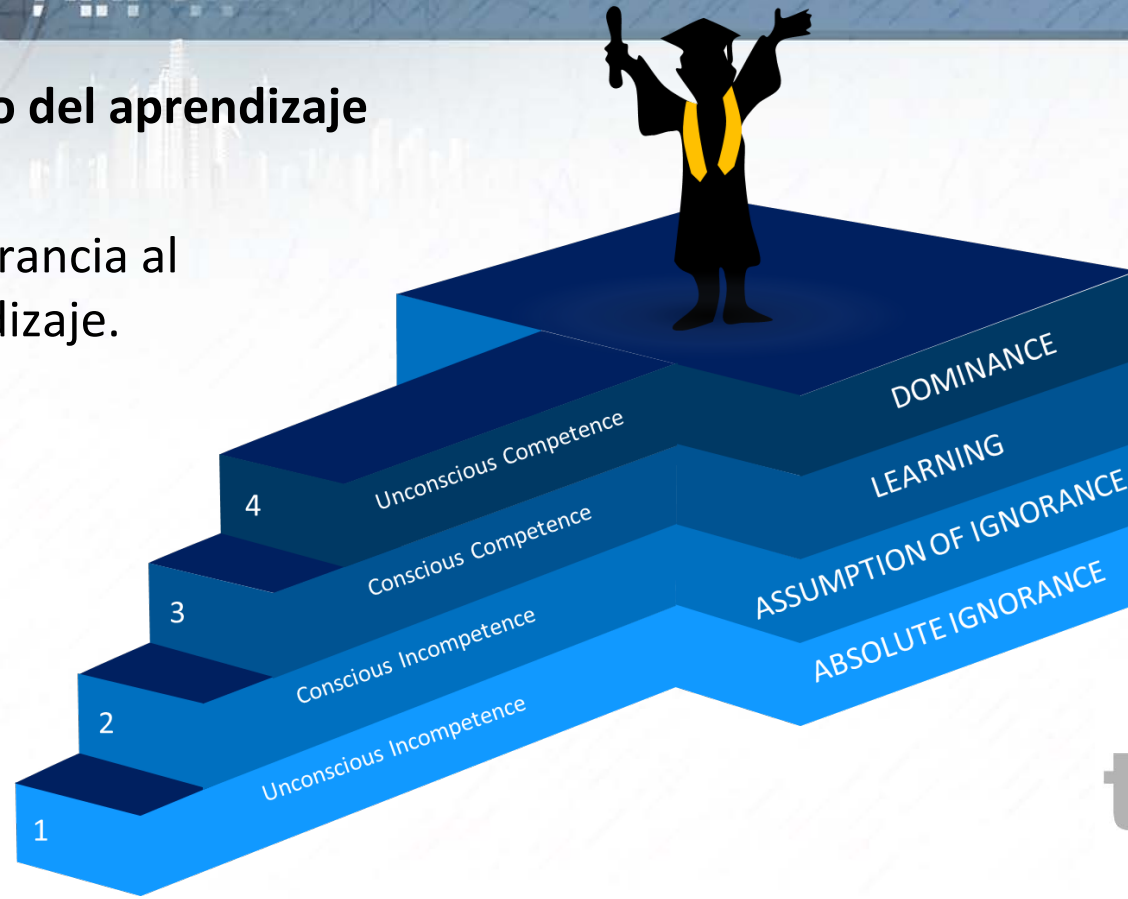 o del aprendizaje
rancia al
dizaje.
DOMINANCE
Unconscious Competence
4
LEARNING
Conscious Competence
3
ASSUMPTION OF IGNORANCE
Conscious Incompetence
2
ABSOLUTE IGNORANCE
Unconscious Incompetence
1
t